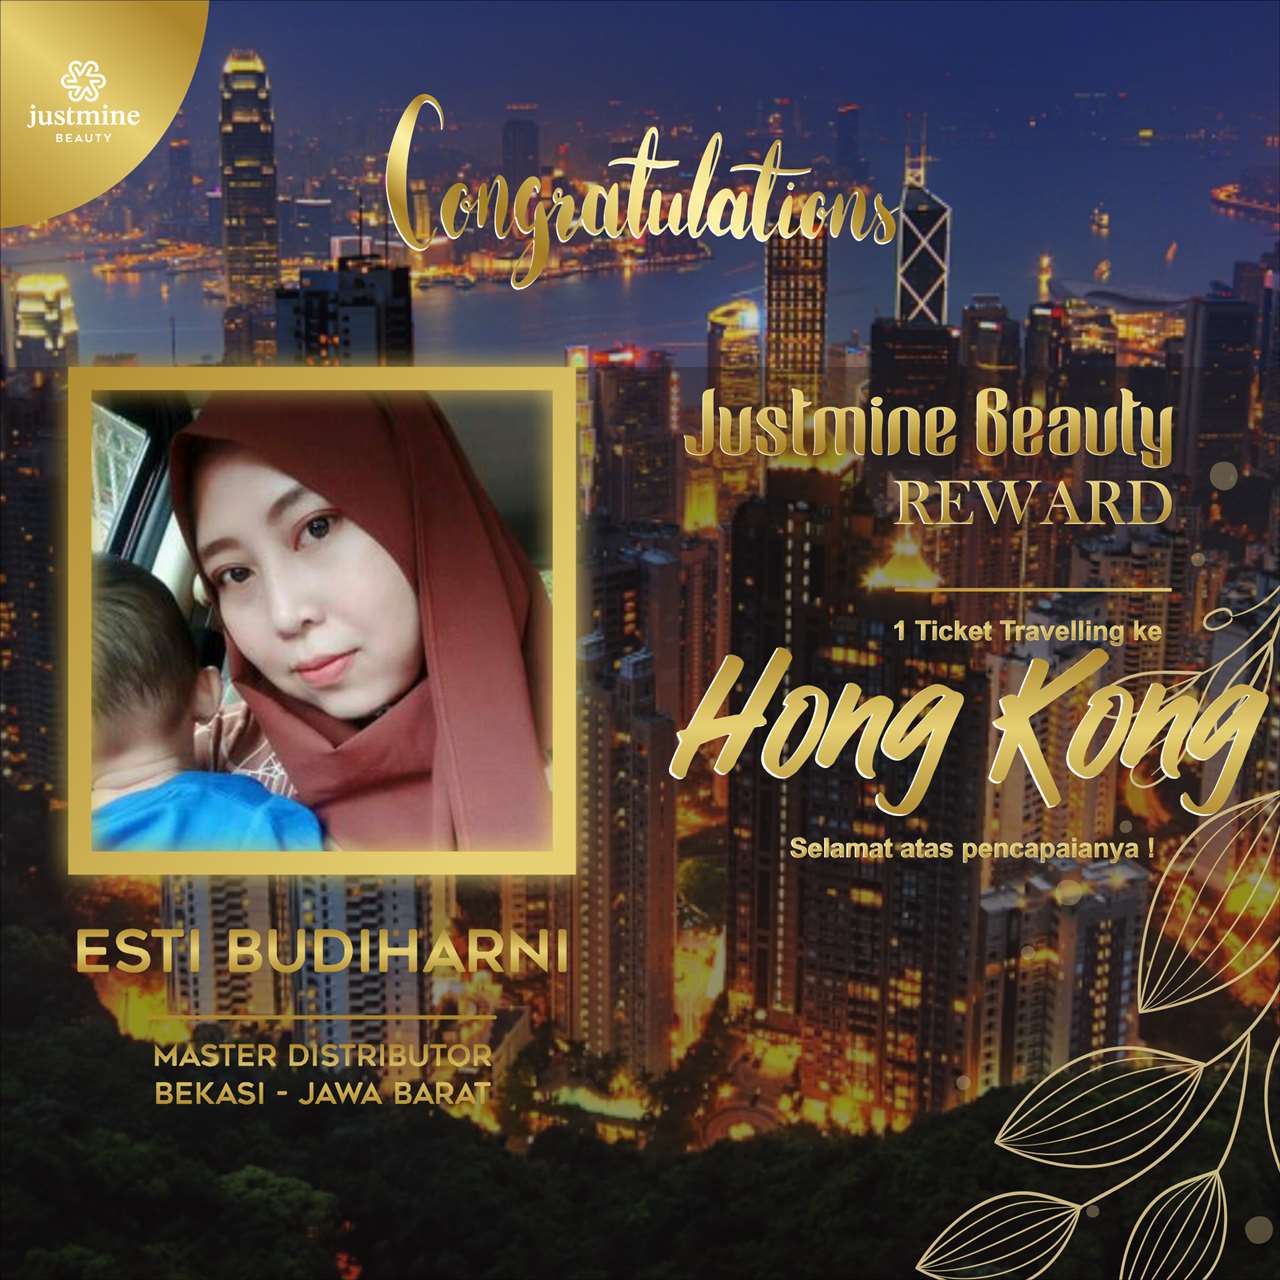 justmine
BEAUTY
Congratulations
Justmine Beauty
REWARD
1 Ticket Travelling ke
Hong Kong
Selamat atas pencapaianya !
ESTI BUDIHARNI
MASTER DISTRIBUTOR
BEKASI - JAWA BARAT